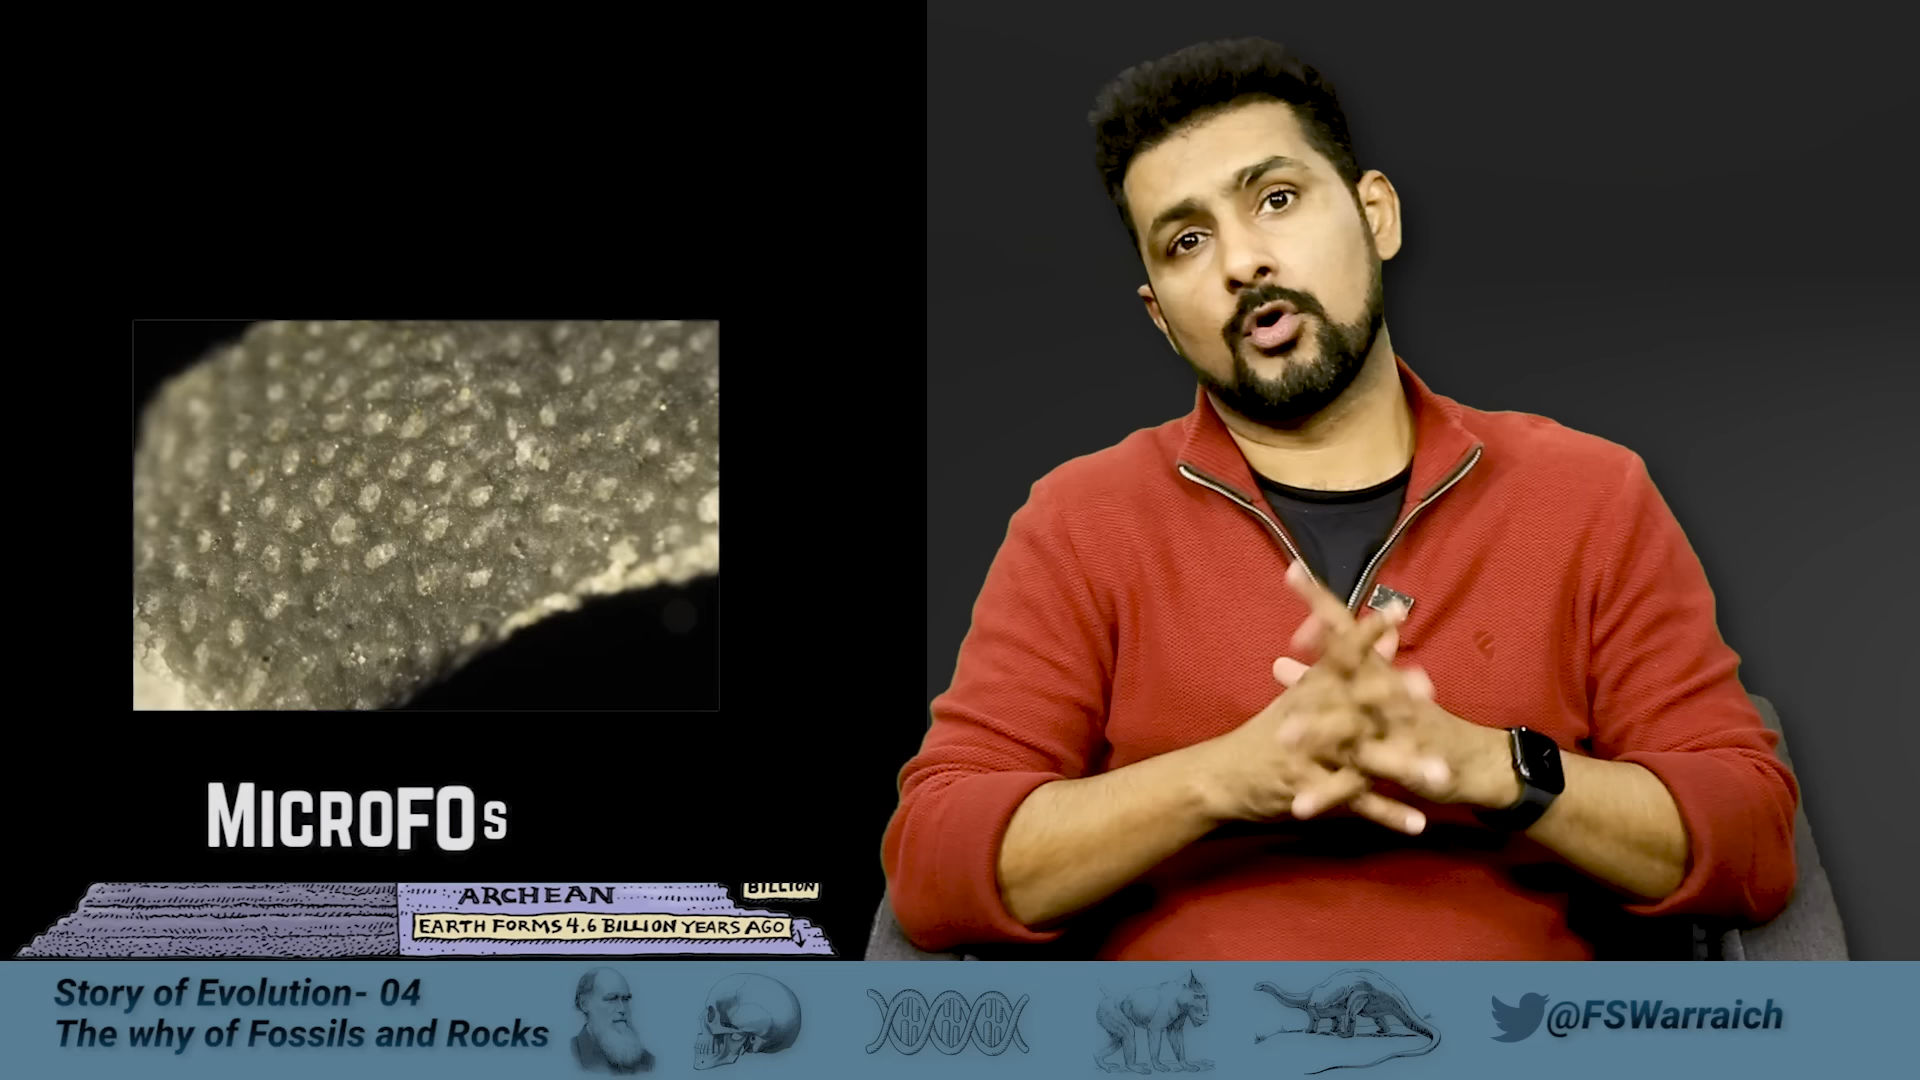 MICROFOS
BILLION
ARCHEAN
EARTH FORMS 4.6 BILLION YEARS AGO
Story of Evolution- 04
The why of Fossils and Rocks
@FSWarraich